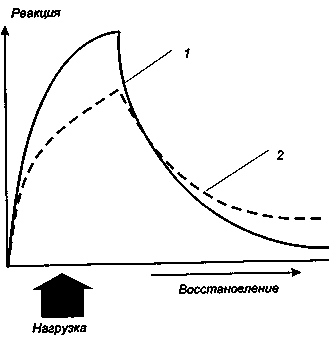 Реакция
1
2
Восстановление
Нагрузка